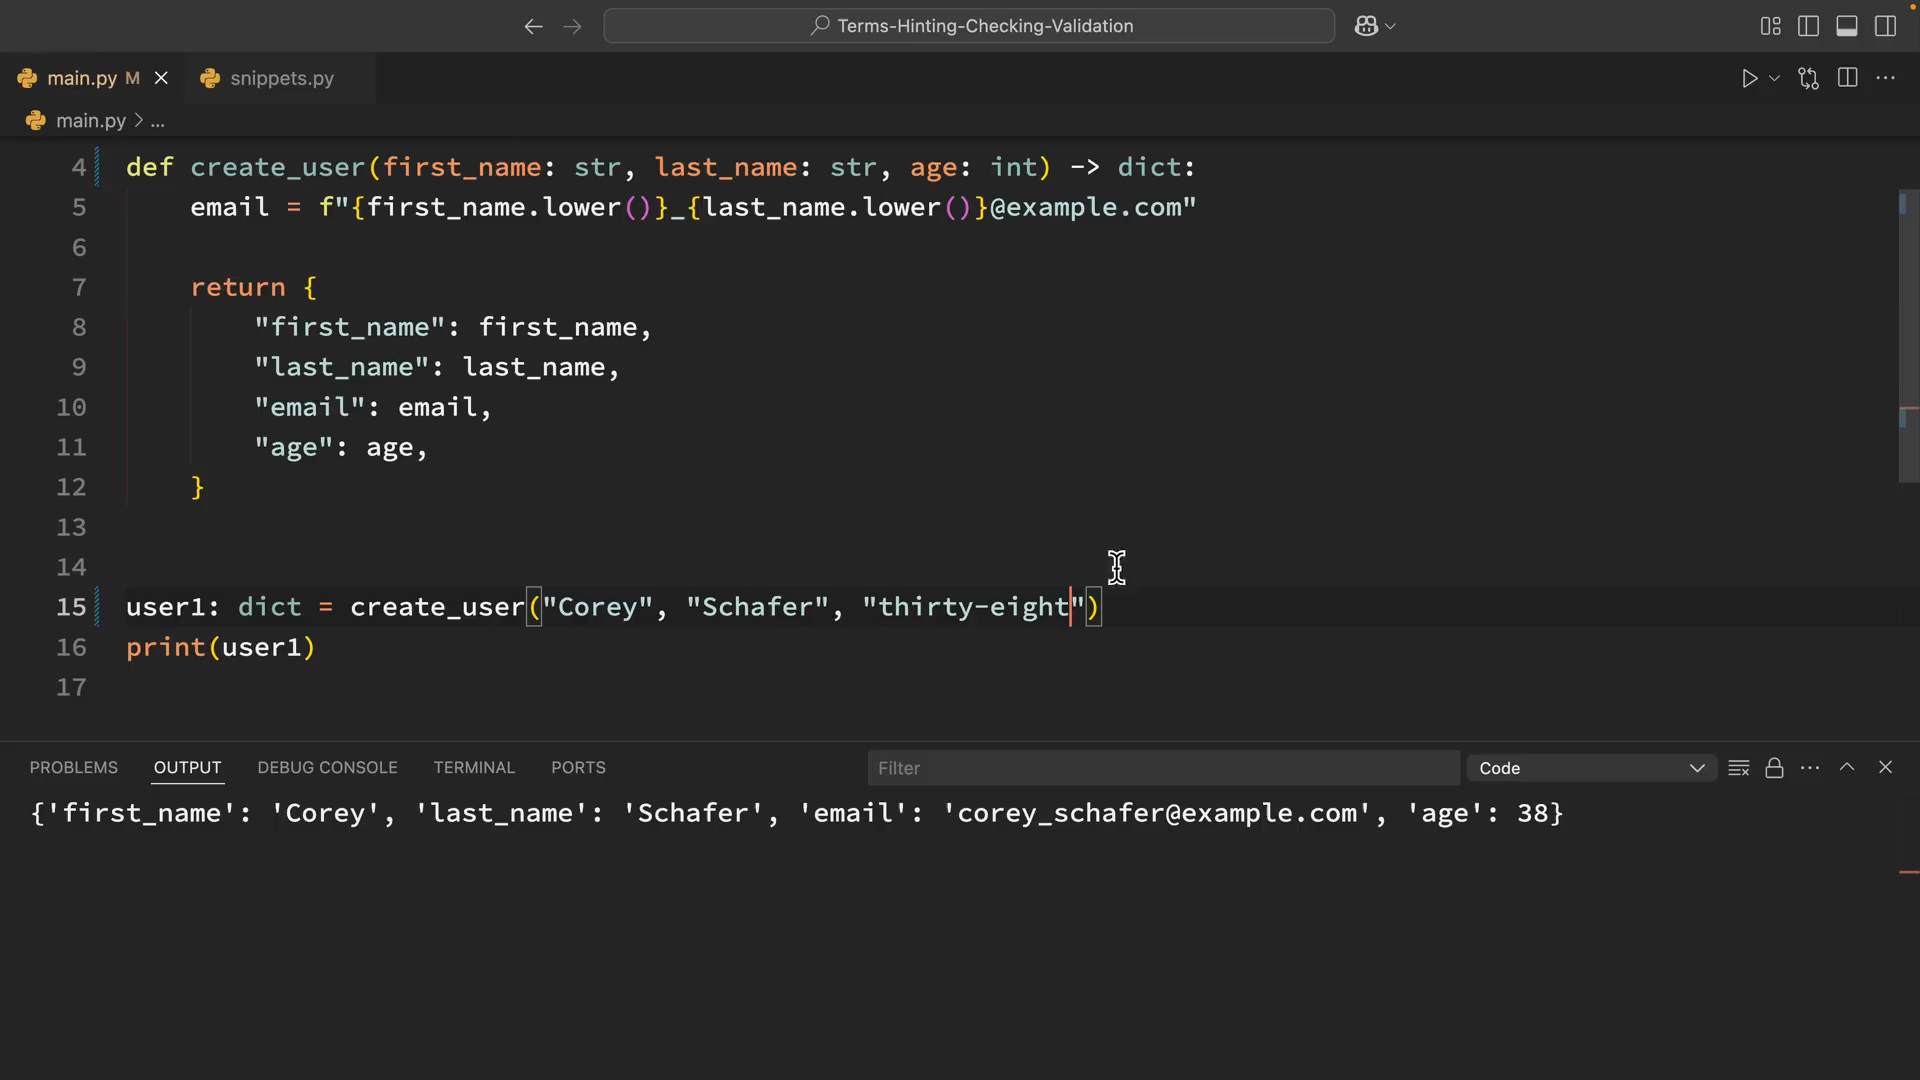 Terms-Hinting-Checking-Validation
main.py M snippets.py
main.py > ...
4 def create_user(first_name: str, last_name: str, age: int) -> dict:
5     email = f"{first_name.lower()}_{last_name.lower()}@example.com"
6
7     return {
8         "first_name": first_name,
9         "last_name": last_name,
10         "email": email,
11         "age": age,
12     }
13
14
15 user1: dict = create_user("Corey", "Schafer", "thirty-eight")
16 print(user1)
17
PROBLEMS OUTPUT DEBUG CONSOLE TERMINAL PORTS Filter Code
{'first_name': 'Corey', 'last_name': 'Schafer', 'email': 'corey_schafer@example.com', 'age': 38}